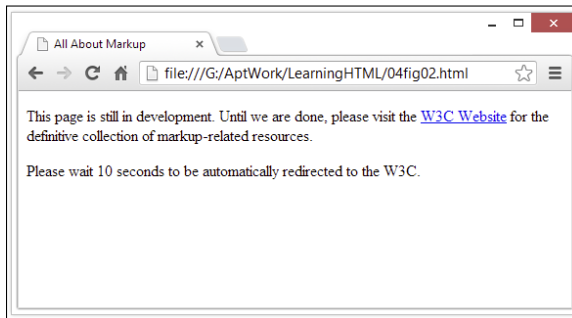 All About Markup
file:///G:/AptWork/LearningHTML/04fig02.html
This page is still in development. Until we are done, please visit the W3C Website for the
definitive collection of markup-related resources.
Please wait 10 seconds to be automatically redirected to the W3C.